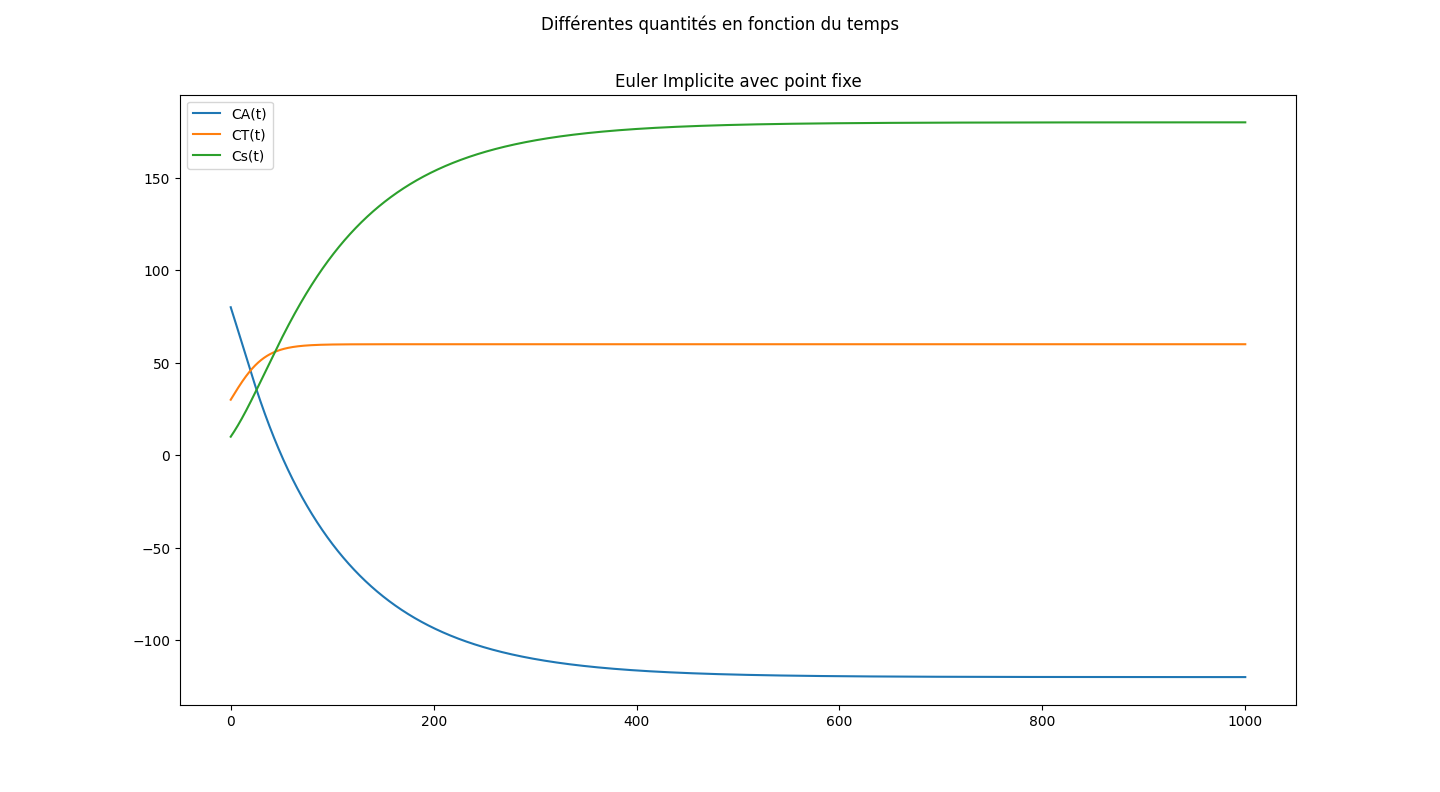 Différentes quantités en fonction du temps
Euler Implicite avec point fixe
CA(t)
CT(t)
Cs(t)
150
100
50
0
−50
−100
0 200 400 600 800 1000